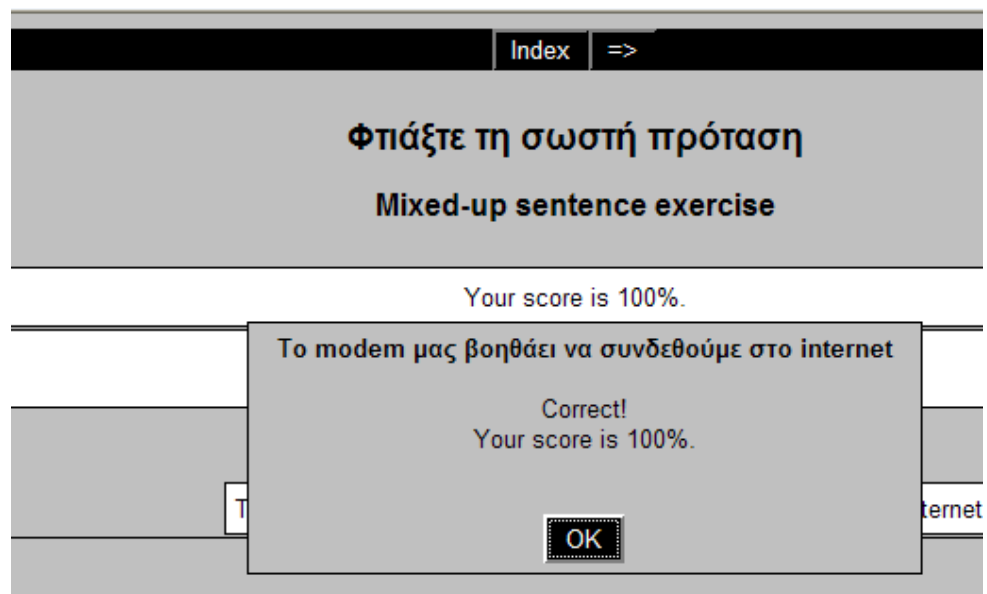 Index =>
Φτιάξτε τη σωστή πρόταση
Mixed-up sentence exercise
Your score is 100%.
Το modem μας βοηθάει να συνδεθούμε στο internet
Correct!
Your score is 100%.
OK